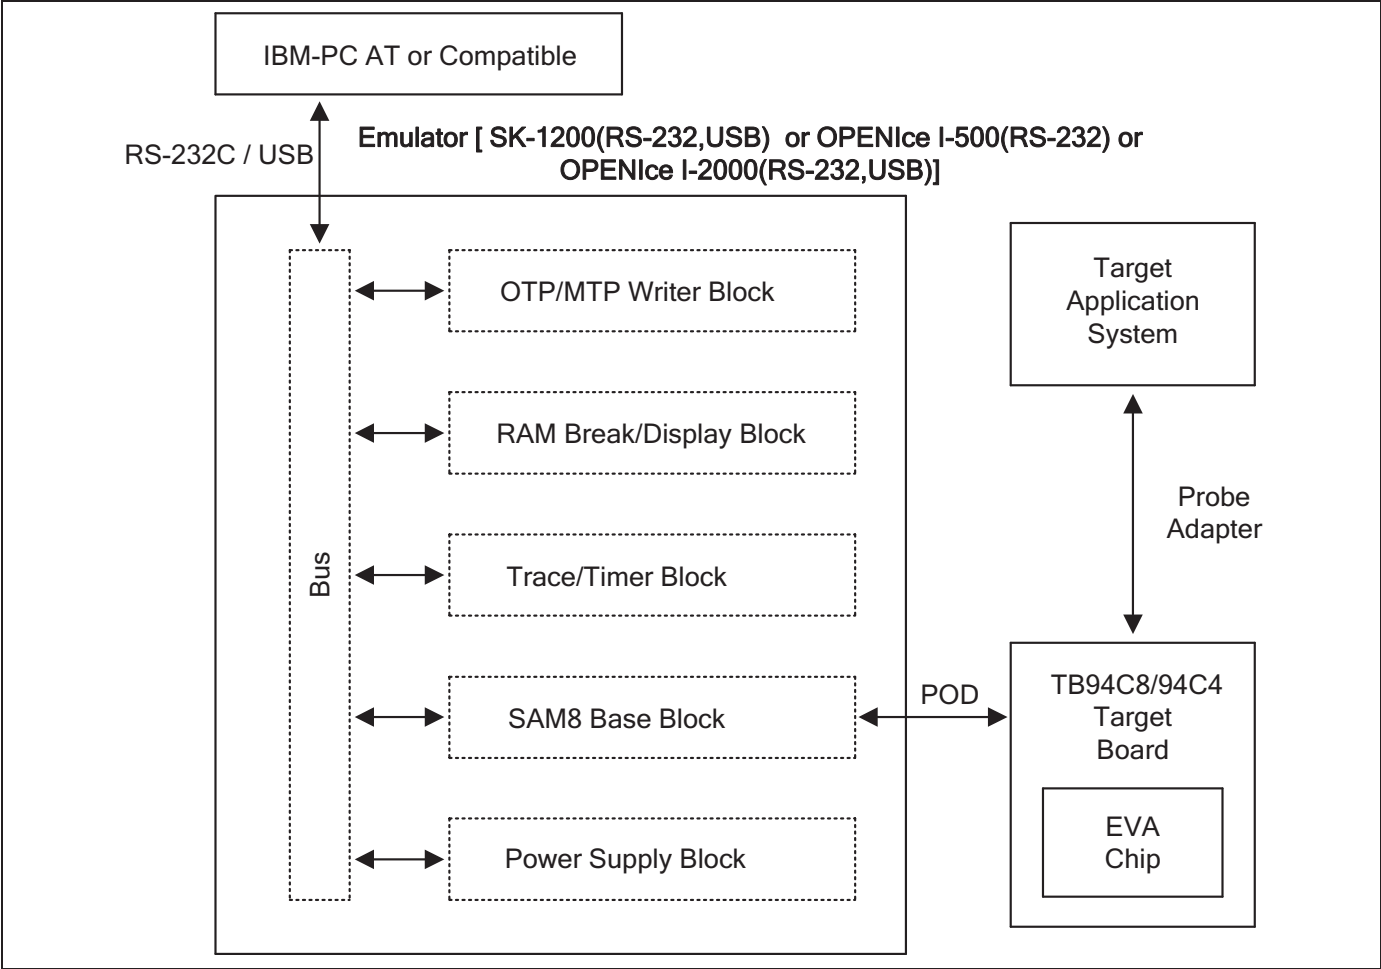 IBM-PC AT or Compatible
RS-232C / USB
Emulator [ SK-1200(RS-232,USB) or OPENIce I-500(RS-232) or
OPENIce I-2000(RS-232,USB)]
Bus
OTP/MTP Writer Block
RAM Break/Display Block
Trace/Timer Block
SAM8 Base Block
Power Supply Block
POD
Target
Application
System
Probe
Adapter
TB94C8/94C4
Target
Board
EVA
Chip